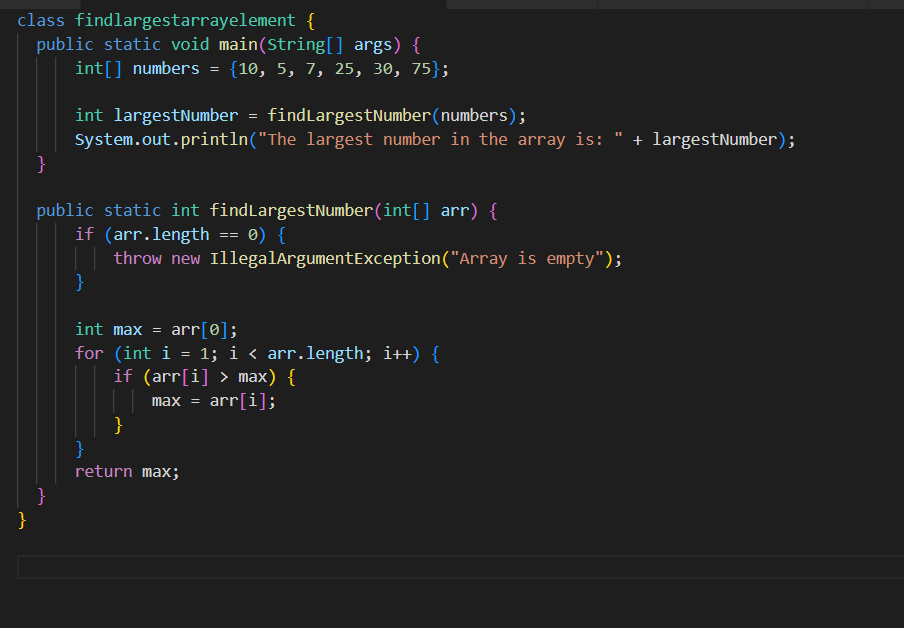 class findlargestarrayelement {
  public static void main(String[] args) {
      int[] numbers = {10, 5, 7, 25, 30, 75};
      int largestNumber = findLargestNumber(numbers);
      System.out.println("The largest number in the array is: " + largestNumber);
  }
  public static int findLargestNumber(int[] arr) {
      if (arr.length == 0) {
          throw new IllegalArgumentException("Array is empty");
      }
      int max = arr[0];
      for (int i = 1; i < arr.length; i++) {
          if (arr[i] > max) {
              max = arr[i];
          }
      }
      return max;
  }
}